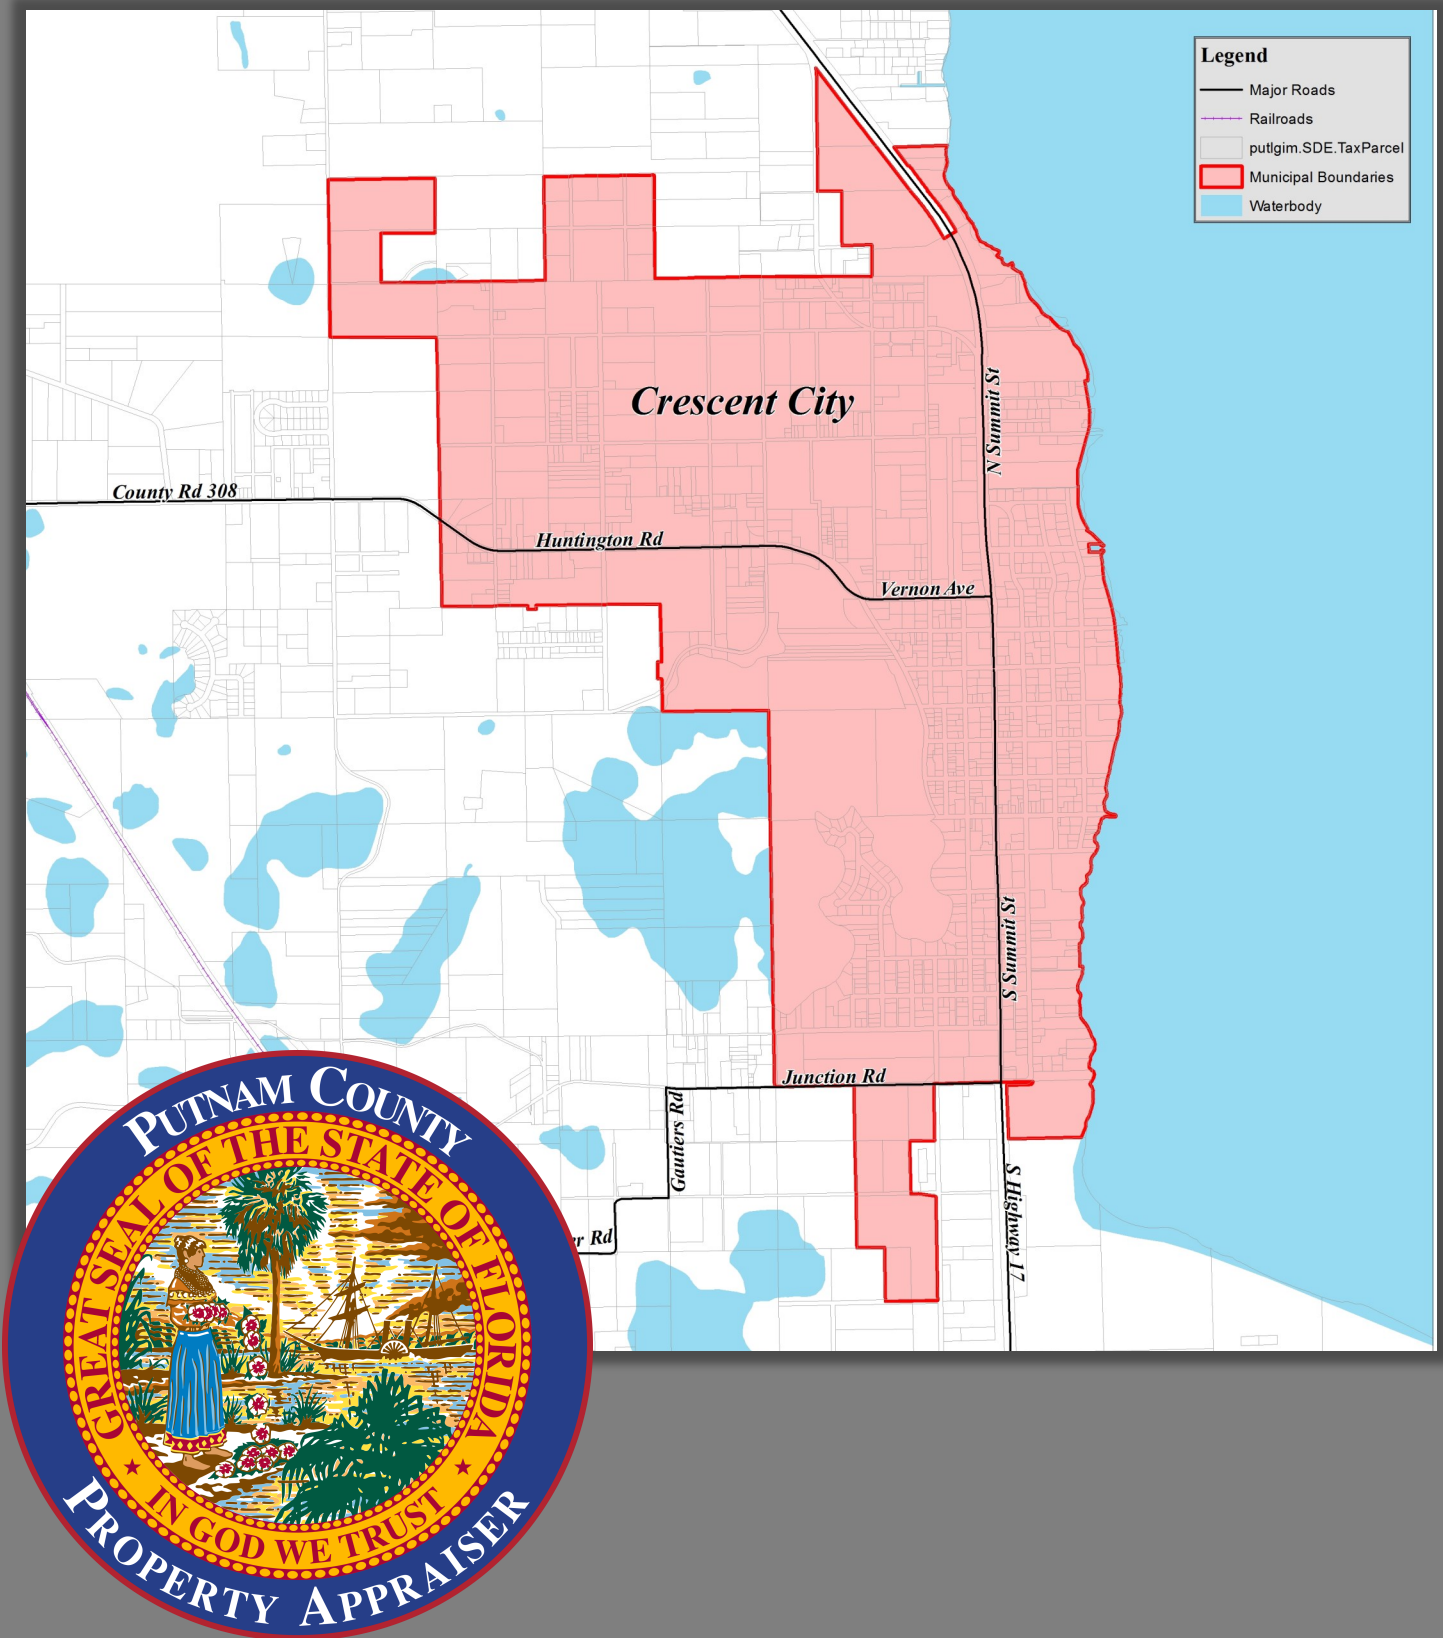 Legend
Major Roads
Railroads
putlgim.SDE.TaxParcel
Municipal Boundaries
Waterbody
Crescent City
N Summit St
County Rd 308
Huntington Rd
Vernon Ave
S Summit St
Junction Rd
Gautiers Rd
S Highway 17
Rd
PUTNAM COUNTY
GREAT SEAL OF THE STATE OF FLORIDA
IN GOD WE TRUST
PROPERTY APPRAISER